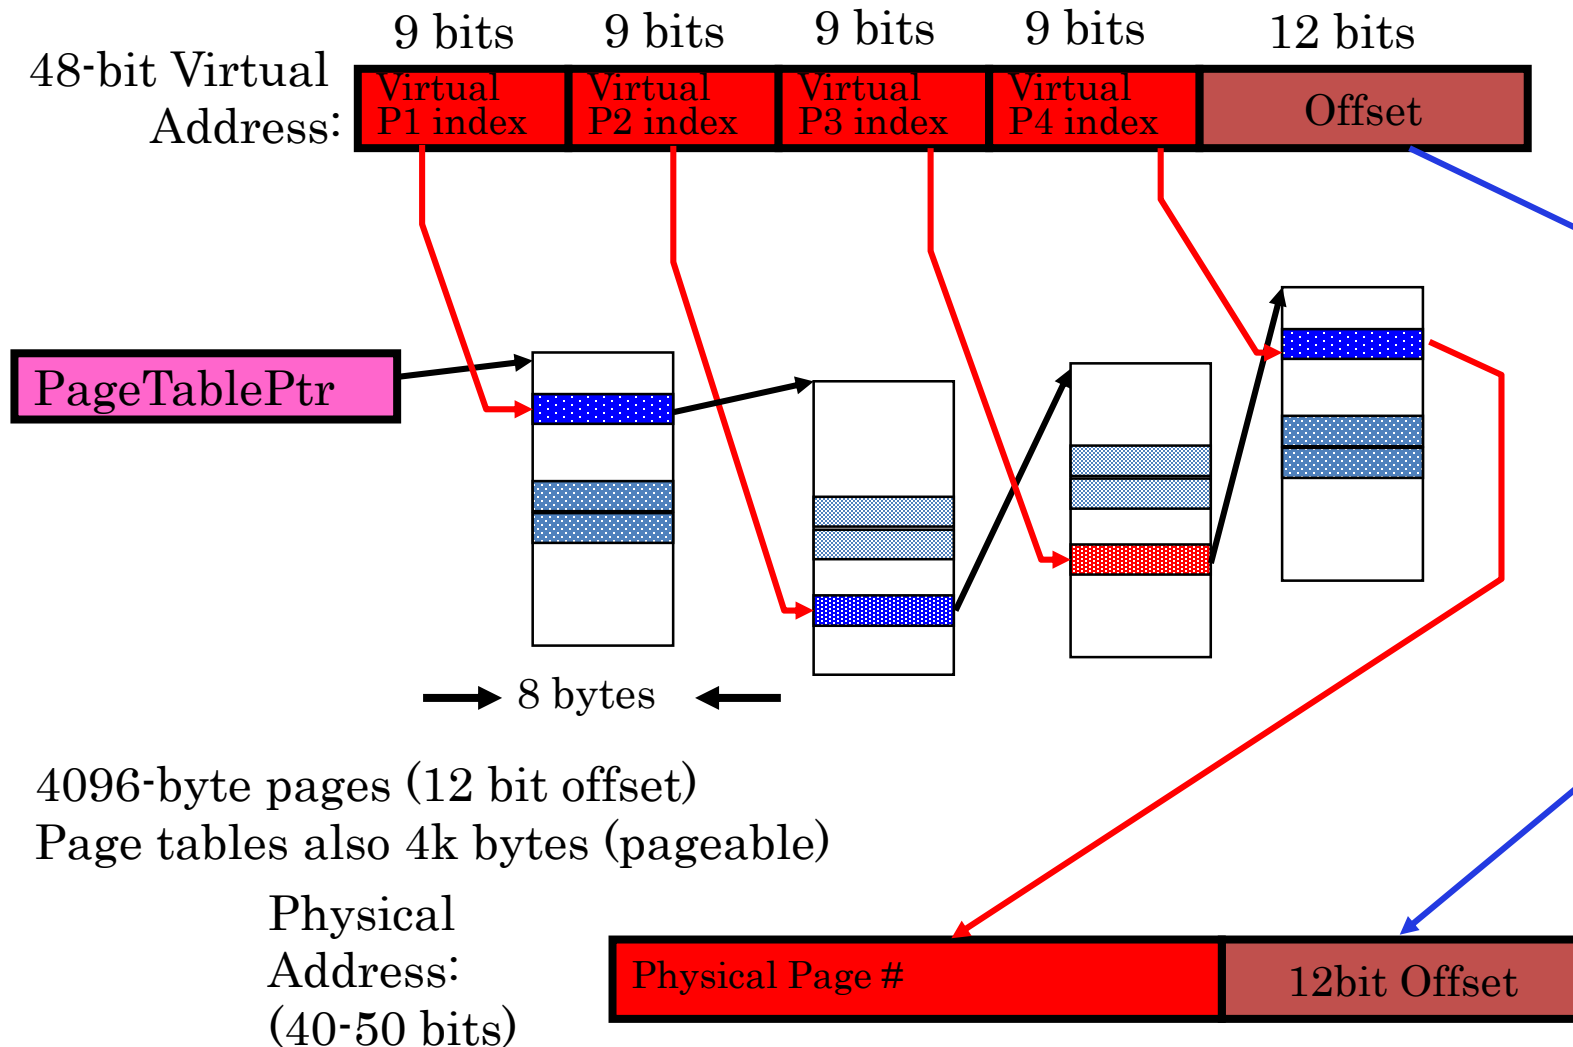 9 bits 9 bits 9 bits 9 bits 12 bits
48-bit Virtual
Address:
Virtual
P1 index
Virtual
P2 index
Virtual
P3 index
Virtual
P4 index
Offset
PageTablePtr
8 bytes
4096-byte pages (12 bit offset)
Page tables also 4k bytes (pageable)
Physical
Address:
(40-50 bits)
Physical Page #
12bit Offset